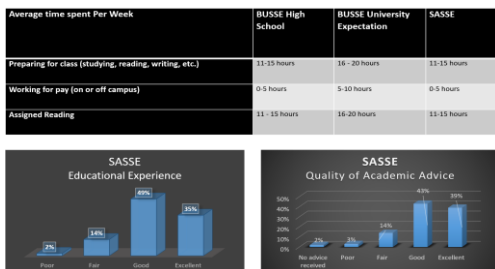 Average time spent Per Week BUSSE High School BUSSE University Expectation SASSE
Preparing for class (studying, reading, writing, etc.) 11-15 hours 16 - 20 hours 11-15 hours
Working for pay (on or off campus) 0-5 hours 5-10 hours 0-5 hours
Assigned Reading 11 - 15 hours 16-20 hours 11-15 hours
SASSE
Educational Experience
2% 14% 49% 35%
Poor Fair Good Excellent
SASSE
Quality of Academic Advice
50%
40%
30%
20%
10%
0%
2% 3% 14% 43% 39%
No advice received Poor Fair Good Excellent